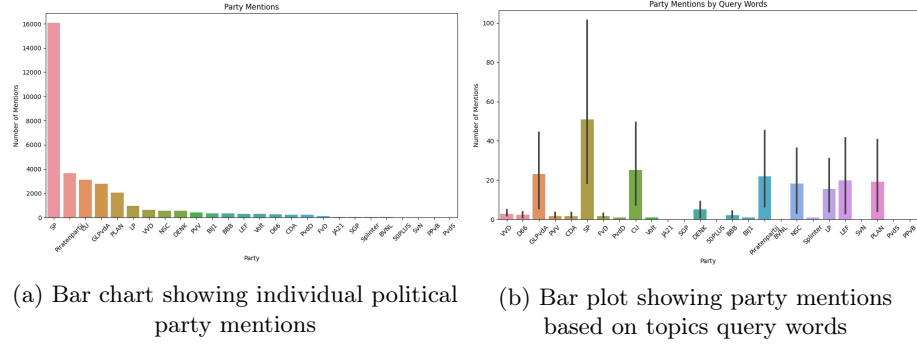 Party Mentions
16000
14000
12000
10000
8000
6000
4000
2000
0
Number of Mentions
SP Piratenpartij CU GLPvdA PLAN LP VVD NSC DENK PVV BIJ1 BBB LEF Volt D66 CDA PvdD FVD JA21 SGP Splinter BVNL 50PLUS SvN PPvB PvdS
Party
(a) Bar chart showing individual political
party mentions
Party Mentions by Query Words
100
80
60
40
20
0
Number of Mentions
VVD D66 GLPvdA PVV CDA SP FVD PvdD CU Volt JA21 SGP DENK 50PLUS BBB BIJ1 Piratenpartij BVNL NSC Splinter LP LEF SvN PLAN PvdS PPvB
Party
(b) Bar plot showing party mentions
based on topics query words